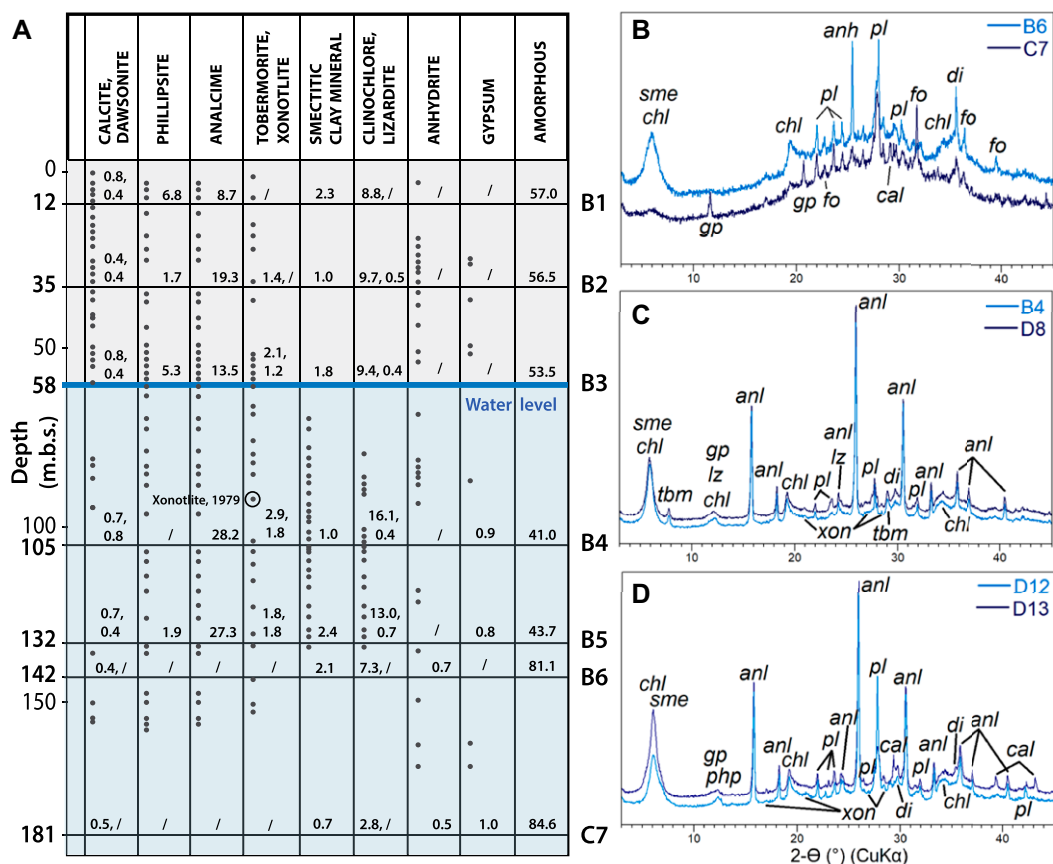 A
CALCITE,
DAWSONITE
PHILLIPSITE
ANALCIME
TOBERMORITE,
XONOTLITE
SMECTITIC
CLAY MINERAL
CLINOCHLORE,
LIZARDITE
ANHYDRITE
GYPSUM
AMORPHOUS
Depth
(m.b.s.)
0
0.8,
12 0.4 6.8 8.7 / 2.3 8.8, / / / 57.0 B1
0.4,
35 0.4 1.7 19.3 1.4, / 1.0 9.7, 0.5 / / 56.5 B2
50
0.8, 2.1,
0.4 5.3 13.5 1.2 1.8 9.4, 0.4 / / 53.5 B3
58
Water level
Xonotlite, 1979
100
0.7, 2.9, 16.1,
0.8 / 28.2 1.8 1.0 0.4 / 0.9 41.0
105 B4
0.7, 1.8, 13.0,
0.4 1.9 27.3 1.8 2.4 0.7 / 0.8 43.7
132 B5
0.4, / / / / 2.1 7.3, / 0.7 / 81.1
142 B6
150
0.5, / / / / 0.7 2.8, / 0.5 1.0 84.6
181 C7
B
B6
C7
sme
chl
chl
pl
anh
pl
pl
fo
chl
di
fo
fo
gp
gp
fo
cal
10 20 30 40
C
B4
D8
sme
chl
tbm
gp
lz
chl
anl
anl
chl
pl
anl
lz
anl
pl
di
anl
pl
anl
anl
xon
tbm
chl
10 20 30 40
D
D12
D13
chl
sme
gp
php
anl
anl
chl
pl
anl
anl
pl
pl
cal
anl
pl
anl
di
anl
cal
xon
di
chl
pl
10 20 30 40
2-Ɵ (°) (CuKα)